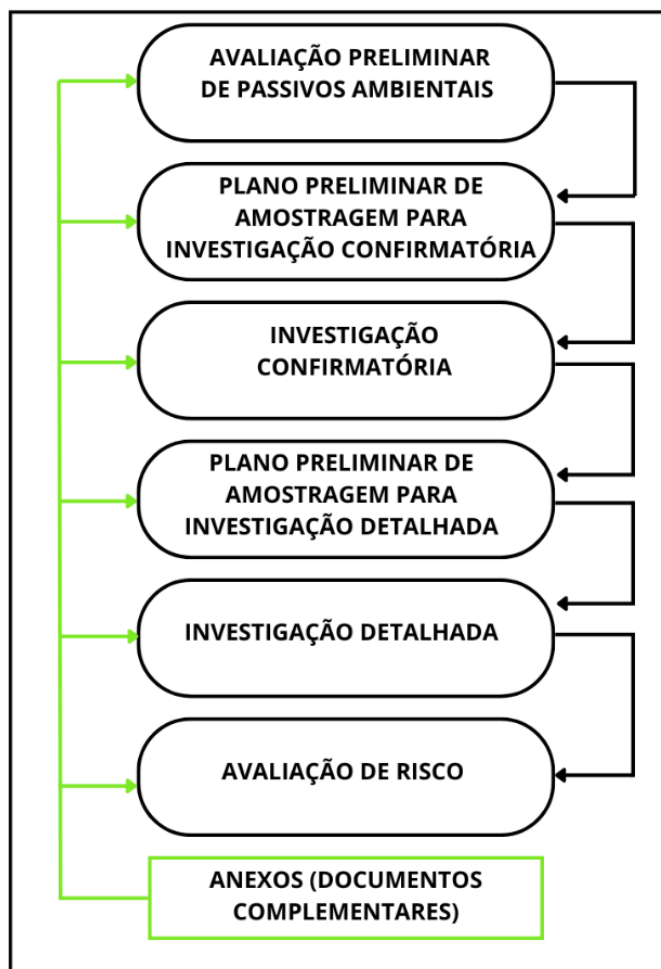 AVALIAÇÃO PRELIMINAR
DE PASSIVOS AMBIENTAIS
PLANO PRELIMINAR DE
AMOSTRAGEM PARA
INVESTIGAÇÃO CONFIRMATÓRIA
INVESTIGAÇÃO
CONFIRMATÓRIA
PLANO PRELIMINAR DE
AMOSTRAGEM PARA
INVESTIGAÇÃO DETALHADA
INVESTIGAÇÃO DETALHADA
AVALIAÇÃO DE RISCO
ANEXOS (DOCUMENTOS
COMPLEMENTARES)